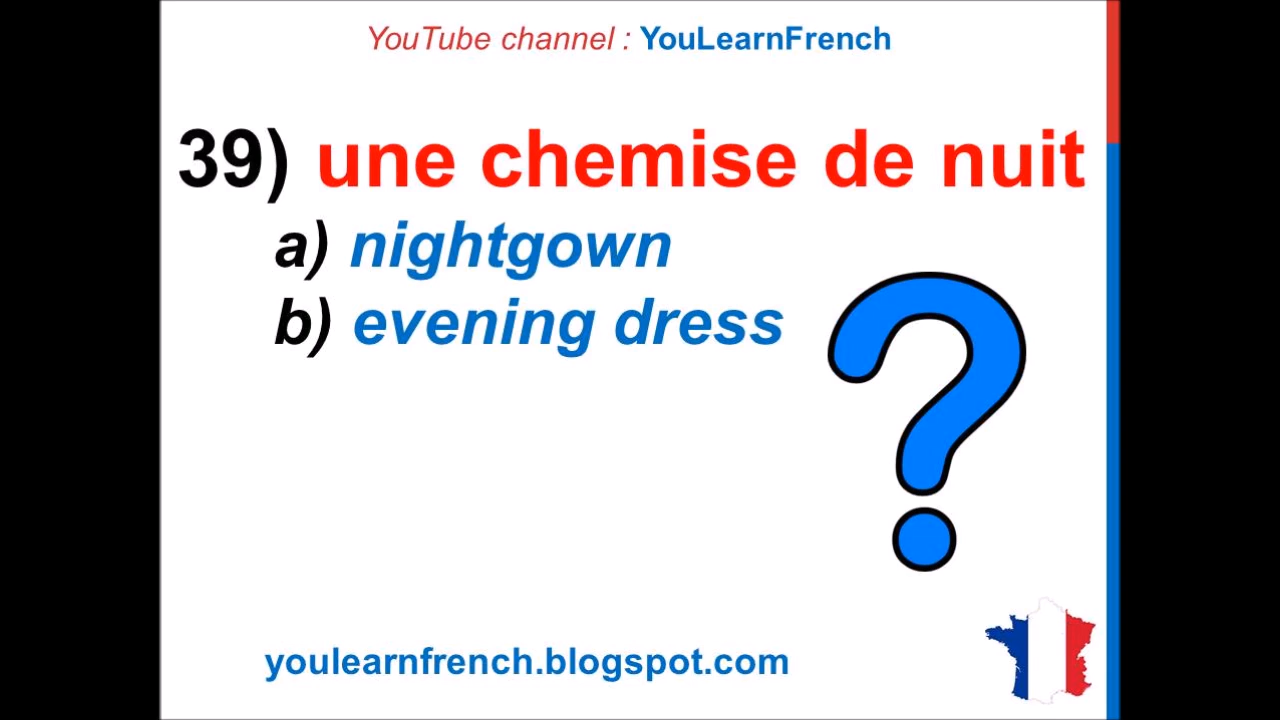 YouTube channel : YouLearnFrench
39) une chemise de nuit
a) nightgown
b) evening dress
?
youlearnfrench.blogspot.com